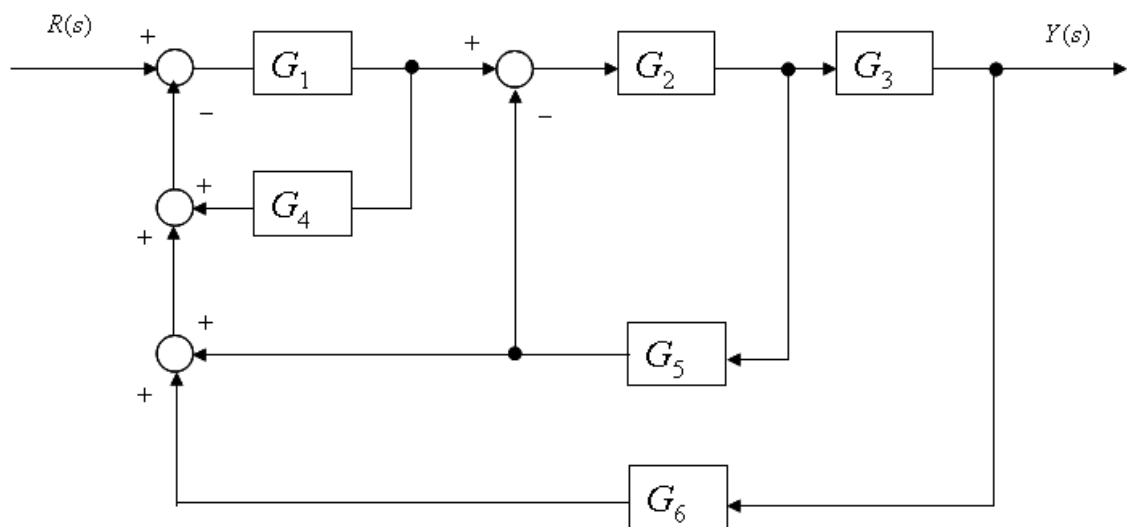 R(s)
Y(s)
+
G₁
+
G₂
G₃
−
−
+
G₄
+
+
G₅
+
G₆